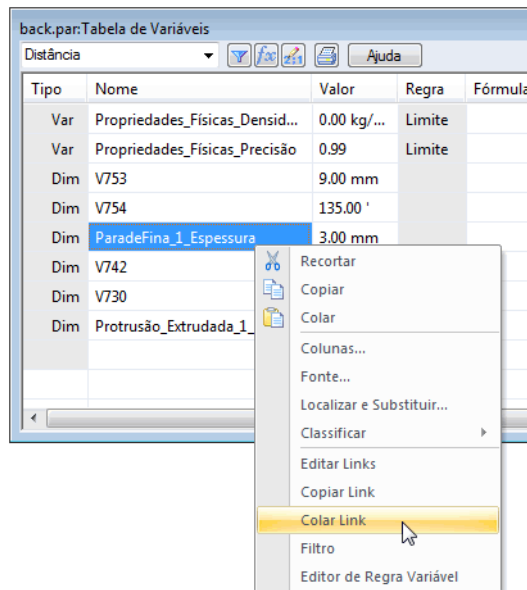 back.par:Tabela de Variáveis
Distância Ajuda
Tipo Nome Valor Regra Fórmula
Var Propriedades_Físicas_Densid... 0.00 kg/... Limite
Var Propriedades_Físicas_Precisão 0.99 Limite
Dim V753 9.00 mm
Dim V754 135.00 '
Dim ParadeFina_1_Espessura 3.00 mm
Dim V742
Dim V730
Dim Protrusão_Extrudada_1_
Recortar
Copiar
Colar
Colunas...
Fonte...
Localizar e Substituir...
Classificar
Editar Links
Copiar Link
Colar Link
Filtro
Editor de Regra Variável